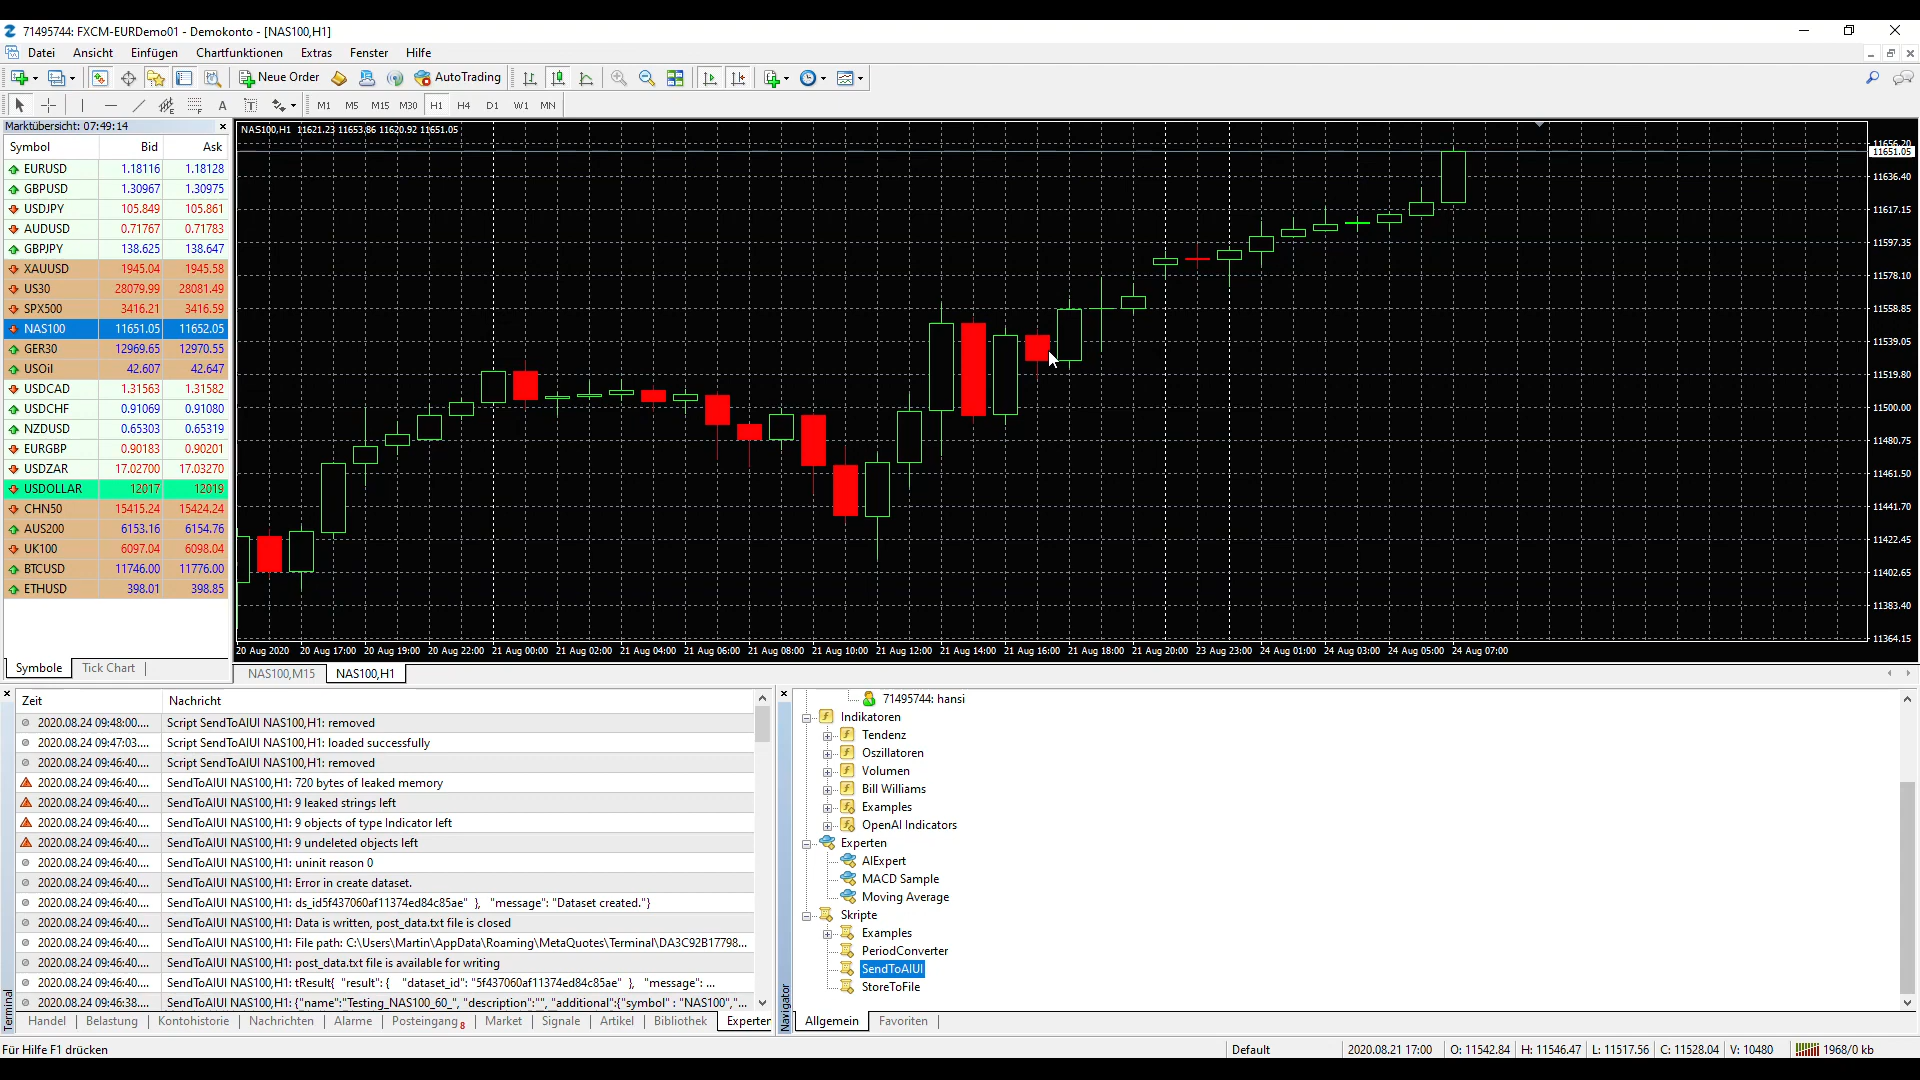 71495744: FXCM-EURDemo01 - Demokonto - [NAS100,H1]
Datei Ansicht Einfügen Chartfunktionen Extras Fenster Hilfe
Neue Order AutoTrading
A T M1 M5 M15 M30 H1 H4 D1 W1 MN
Marktübersicht: 07:49:14
Symbol Bid Ask
EURUSD 1.18116 1.18128
GBPUSD 1.30967 1.30975
USDJPY 105.849 105.861
AUDUSD 0.71767 0.71783
GBPJPY 138.625 138.647
XAUUSD 1945.04 1945.58
US30 28079.99 28081.49
SPX500 3416.21 3416.59
NAS100 11651.05 11652.05
GER30 12969.65 12970.55
USOil 42.607 42.647
USDCAD 1.31563 1.31582
USDCHF 0.91069 0.91080
NZDUSD 0.65303 0.65319
EURGBP 0.90183 0.90201
USDZAR 17.02700 17.03270
USDOLLAR 12017 12019
CHN50 15415.24 15424.24
AUS200 6153.16 6154.76
UK100 6097.04 6098.04
BTCUSD 11746.00 11776.00
ETHUSD 398.01 398.85
Symbole Tick Chart
NAS100,H1 11621.23 11653.86 11620.92 11651.05
11656.20
11651.05
11636.40
11617.15
11597.35
11578.10
11558.85
11539.05
11519.80
11500.00
11480.75
11461.50
11441.70
11422.45
11402.65
11383.40
11364.15
20 Aug 2020 20 Aug 17:00 20 Aug 19:00 20 Aug 22:00 21 Aug 00:00 21 Aug 02:00 21 Aug 04:00 21 Aug 06:00 21 Aug 08:00 21 Aug 10:00 21 Aug 12:00 21 Aug 14:00 21 Aug 16:00 21 Aug 18:00 21 Aug 20:00 23 Aug 23:00 24 Aug 01:00 24 Aug 03:00 24 Aug 05:00 24 Aug 07:00
NAS100,M15 NAS100,H1
Zeit Nachricht
2020.08.24 09:48:00.... Script SendToAIUI NAS100,H1: removed
2020.08.24 09:47:03.... Script SendToAIUI NAS100,H1: loaded successfully
2020.08.24 09:46:40.... Script SendToAIUI NAS100,H1: removed
2020.08.24 09:46:40.... SendToAIUI NAS100,H1: 720 bytes of leaked memory
2020.08.24 09:46:40.... SendToAIUI NAS100,H1: 9 leaked strings left
2020.08.24 09:46:40.... SendToAIUI NAS100,H1: 9 objects of type Indicator left
2020.08.24 09:46:40.... SendToAIUI NAS100,H1: 9 undeleted objects left
2020.08.24 09:46:40.... SendToAIUI NAS100,H1: uninit reason 0
2020.08.24 09:46:40.... SendToAIUI NAS100,H1: Error in create dataset.
2020.08.24 09:46:40.... SendToAIUI NAS100,H1: ds_id5f437060af11374ed84c85ae" }, "message": "Dataset created."}
2020.08.24 09:46:40.... SendToAIUI NAS100,H1: Data is written, post_data.txt file is closed
2020.08.24 09:46:40.... SendToAIUI NAS100,H1: File path: C:\Users\Martin\AppData\Roaming\MetaQuotes\Terminal\DA3C92B17798...
2020.08.24 09:46:40.... SendToAIUI NAS100,H1: post_data.txt file is available for writing
2020.08.24 09:46:40.... SendToAIUI NAS100,H1: tResult{ "result": { "dataset_id": "5f437060af11374ed84c85ae" }, "message": ...
2020.08.24 09:46:38.... SendToAIUI NAS100,H1: {"name":"Testing_NAS100_60_", "description":"", "additional":{"symbol" : "NAS100","...
Terminal
Handel Belastung Kontohistorie Nachrichten Alarme Posteingang 8 Market Signale Artikel Bibliothek Experten
71495744: hansi
Indikatoren
Tendenz
Oszillatoren
Volumen
Bill Williams
Examples
OpenAI Indicators
Experten
AIExpert
MACD Sample
Moving Average
Skripte
Examples
PeriodConverter
SendToAIUI
StoreToFile
Navigator
Allgemein Favoriten
Für Hilfe F1 drücken Default 2020.08.21 17:00 O: 11542.84 H: 11546.47 L: 11517.56 C: 11528.04 V: 10480 1968/0 kb